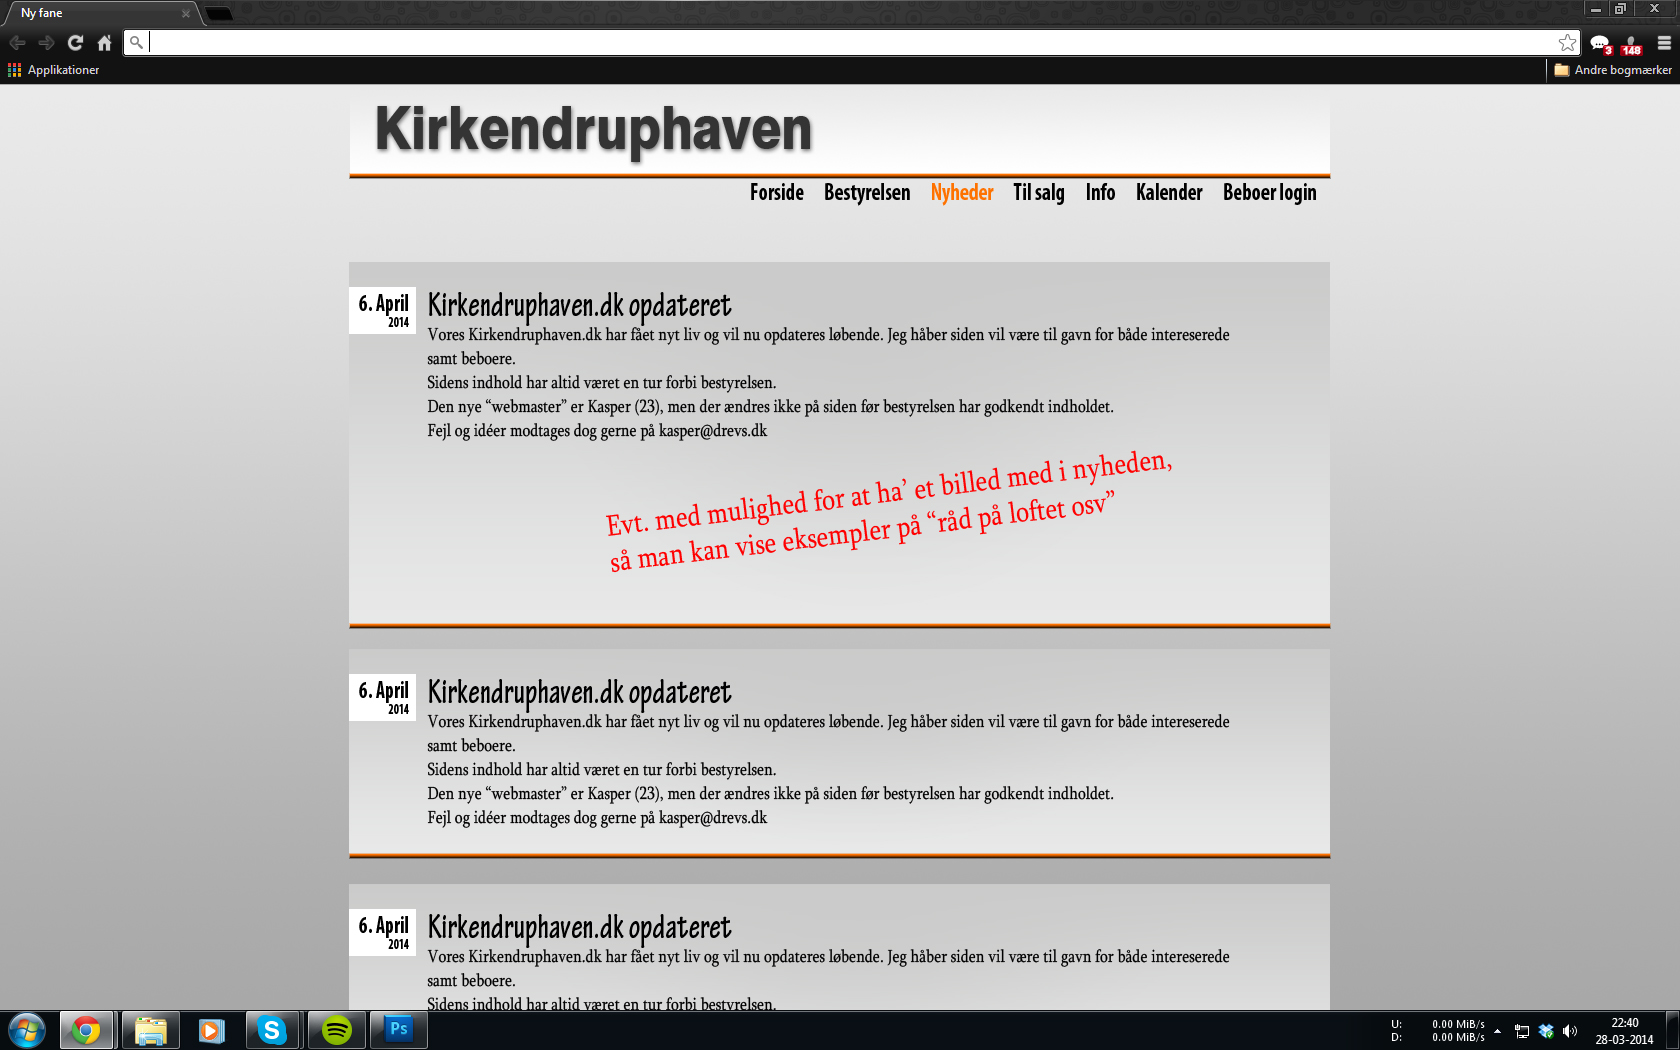 Ny fane
Applikationer
Andre bogmærker
3
148
Kirkendruphaven
Forside Bestyrelsen Nyheder Til salg Info Kalender Beboer login
6. April
2014
Kirkendruphaven.dk opdateret
Vores Kirkendruphaven.dk har fået nyt liv og vil nu opdateres løbende. Jeg håber siden vil være til gavn for både intereserede
samt beboere.
Sidens indhold har altid været en tur forbi bestyrelsen.
Den nye “webmaster” er Kasper (23), men der ændres ikke på siden før bestyrelsen har godkendt indholdet.
Fejl og idéer modtages dog gerne på kasper@drevs.dk
Evt. med mulighed for at ha’ et billed med i nyheden,
så man kan vise eksempler på “råd på loftet osv”
6. April
2014
Kirkendruphaven.dk opdateret
Vores Kirkendruphaven.dk har fået nyt liv og vil nu opdateres løbende. Jeg håber siden vil være til gavn for både intereserede
samt beboere.
Sidens indhold har altid været en tur forbi bestyrelsen.
Den nye “webmaster” er Kasper (23), men der ændres ikke på siden før bestyrelsen har godkendt indholdet.
Fejl og idéer modtages dog gerne på kasper@drevs.dk
6. April
2014
Kirkendruphaven.dk opdateret
Vores Kirkendruphaven.dk har fået nyt liv og vil nu opdateres løbende. Jeg håber siden vil være til gavn for både intereserede
samt beboere.
Sidens indhold har altid været en tur forbi bestyrelsen.
Ps
U: 0.00 MiB/s
D: 0.00 MiB/s
22:40
28-03-2014